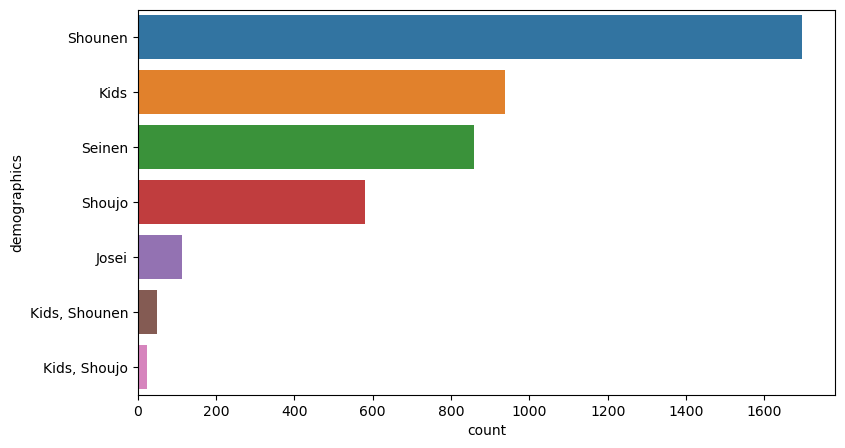 demographics
Shounen
Kids
Seinen
Shoujo
Josei
Kids, Shounen
Kids, Shoujo
0 200 400 600 800 1000 1200 1400 1600
count